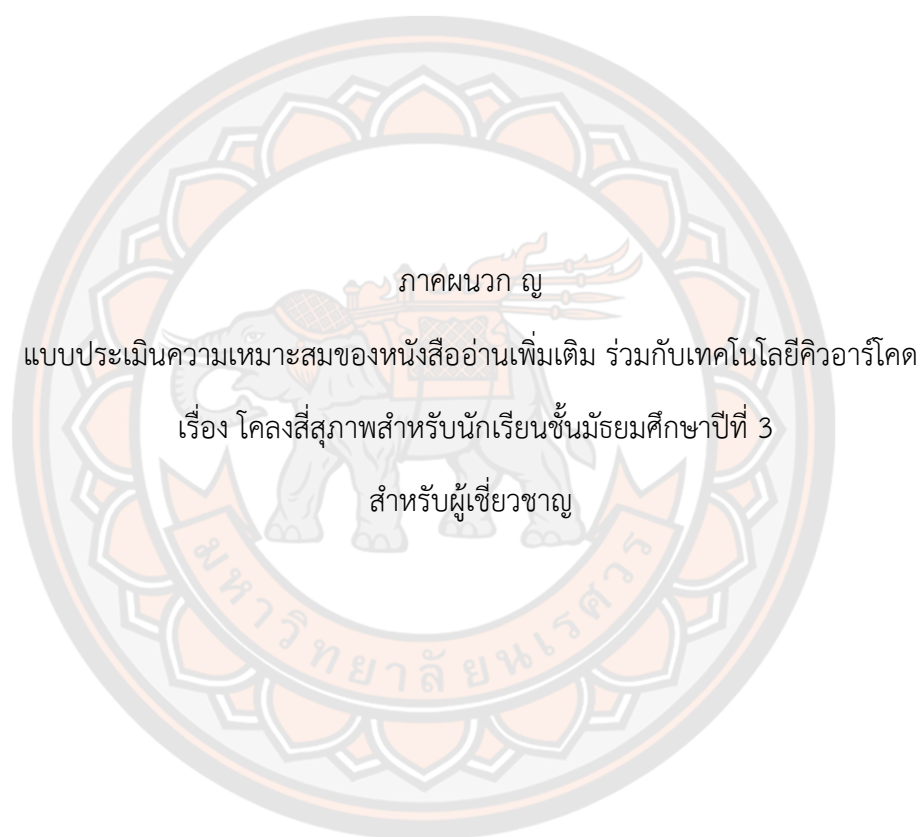 ภาคผนวก ญ
แบบประเมินความเหมาะสมของหนังสืออ่านเพิ่มเติม ร่วมกับเทคโนโลยีคิวอาร์โคด
เรื่อง โคลงสี่สุภาพสำหรับนักเรียนชั้นมัธยมศึกษาปีที่ 3
สำหรับผู้เชี่ยวชาญ
มหาวิทยาลัยนเรศวร